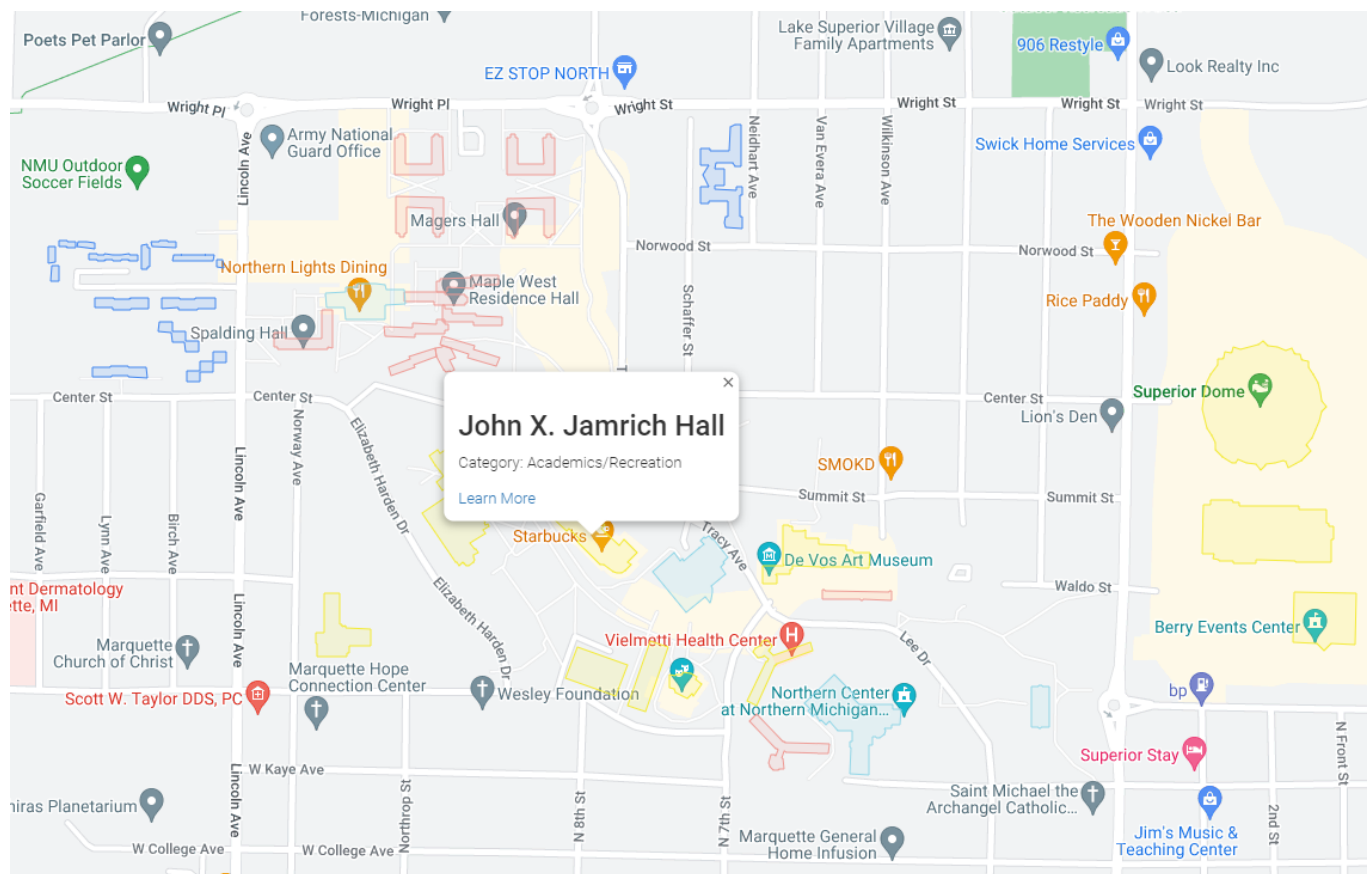 Forests-Michigan
Poets Pet Parlor
Lake Superior Village
Family Apartments
906 Restyle
EZ STOP NORTH
Look Realty Inc
Wright Pl
Wright Pl
Wright St
Wright St
Wright St
Wright St
Army National
Guard Office
Swick Home Services
NMU Outdoor
Soccer Fields
Lincoln Ave
Neidhart Ave
Van Evera Ave
Wilkinson Ave
Magers Hall
The Wooden Nickel Bar
Norwood St
Norwood St
Northern Lights Dining
Maple West
Residence Hall
Rice Paddy
Schaffer St
Spalding Hall
Superior Dome
Center St
Center St
Center St
Lion's Den
John X. Jamrich Hall
Category: Academics/Recreation
Learn More
Norway Ave
Elizabeth Harden Dr
Lincoln Ave
SMOKD
Summit St
Summit St
Garfield Ave
Lynn Ave
Birch Ave
Starbucks
Tracy Ave
De Vos Art Museum
nt Dermatology
ette, MI
Waldo St
Lincoln Ave
Elizabeth Harden Dr
Vielmotti Health Center
Lee Dr
Berry Events Center
Marquette
Church of Christ
Marquette Hope
Connection Center
Scott W. Taylor DDS, PC
Wesley Foundation
Northern Center
at Northern Michigan...
bp
N Front St
Superior Stay
W Kaye Ave
Lincoln Ave
Northrop St
N 8th St
N 7th St
Saint Michael the
Archangel Catholic...
iras Planetarium
2nd St
Jim's Music &
Teaching Center
Marquette General
Home Infusion
W College Ave
W College Ave